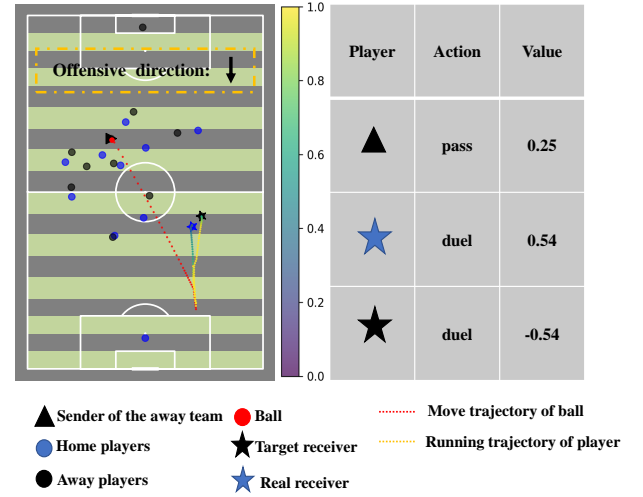 Offensive direction:
1.0
0.8
0.6
0.4
0.2
0.0
Player Action Value
pass 0.25
duel 0.54
duel -0.54
Sender of the away team
Ball
Move trajectory of ball
Home players
Target receiver
Running trajectory of player
Away players
Real receiver